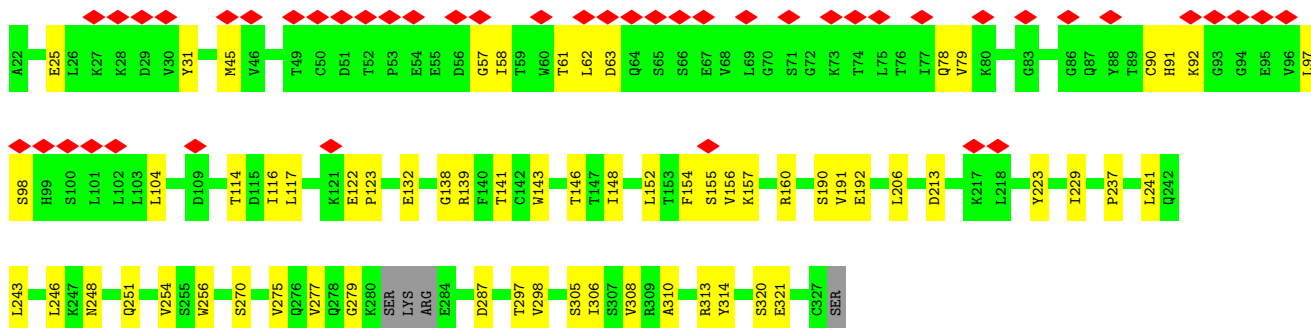 A22 E25 L26 K27 K28 D29 V30 Y31 M45 V46 T49 C50 D51 T52 P53 E54 E55 D56 G57 I58 T59 W60 T61 L62 D63 Q64 S65 S66 E67 V68 L69 G70 S71 G72 K73 T74 L75 T76 I77 Q78 V79 K80 G83 G86 Q87 Y88 T89 C90 H91 K92 G93 G94 E95 V96 L97
S98 H99 S100 L101 L102 L103 L104 D109 T114 D115 I116 L117 K121 E122 P123 E132 G138 R139 F140 T141 C142 W143 T146 T147 I148 L152 T153 F154 S155 V156 K157 R160 S190 V191 E192 L206 D213 K217 L218 Y223 I229 P237 L241 Q242
L243 L246 K247 N248 Q251 V254 S255 W256 S270 V275 Q276 V277 Q278 G279 K280 SER LYS ARG E284 D287 T297 V298 S305 I306 S307 V308 R309 A310 R313 Y314 S320 E321 C327 SER